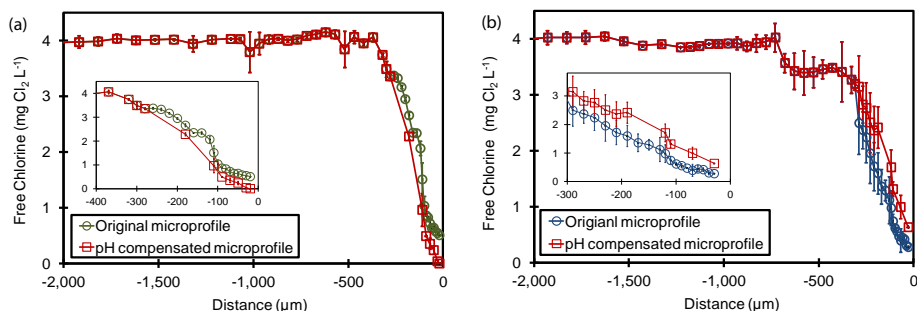 (a)
Free Chlorine (mg Cl2 L-1)
5
4
3
2
1
0
-2,000 -1,500 -1,000 -500 0
Distance (µm)
5
4
3
2
1
0
-400 -300 -200 -100 0
Original microprofile
pH compensated microprofile
(b)
Free Chlorine (mg Cl2 L-1)
5
4
3
2
1
0
-2,000 -1,500 -1,000 -500 0
Distance (µm)
3
2
1
0
-300 -200 -100 0
Origianl microprofile
pH compensated microprofile